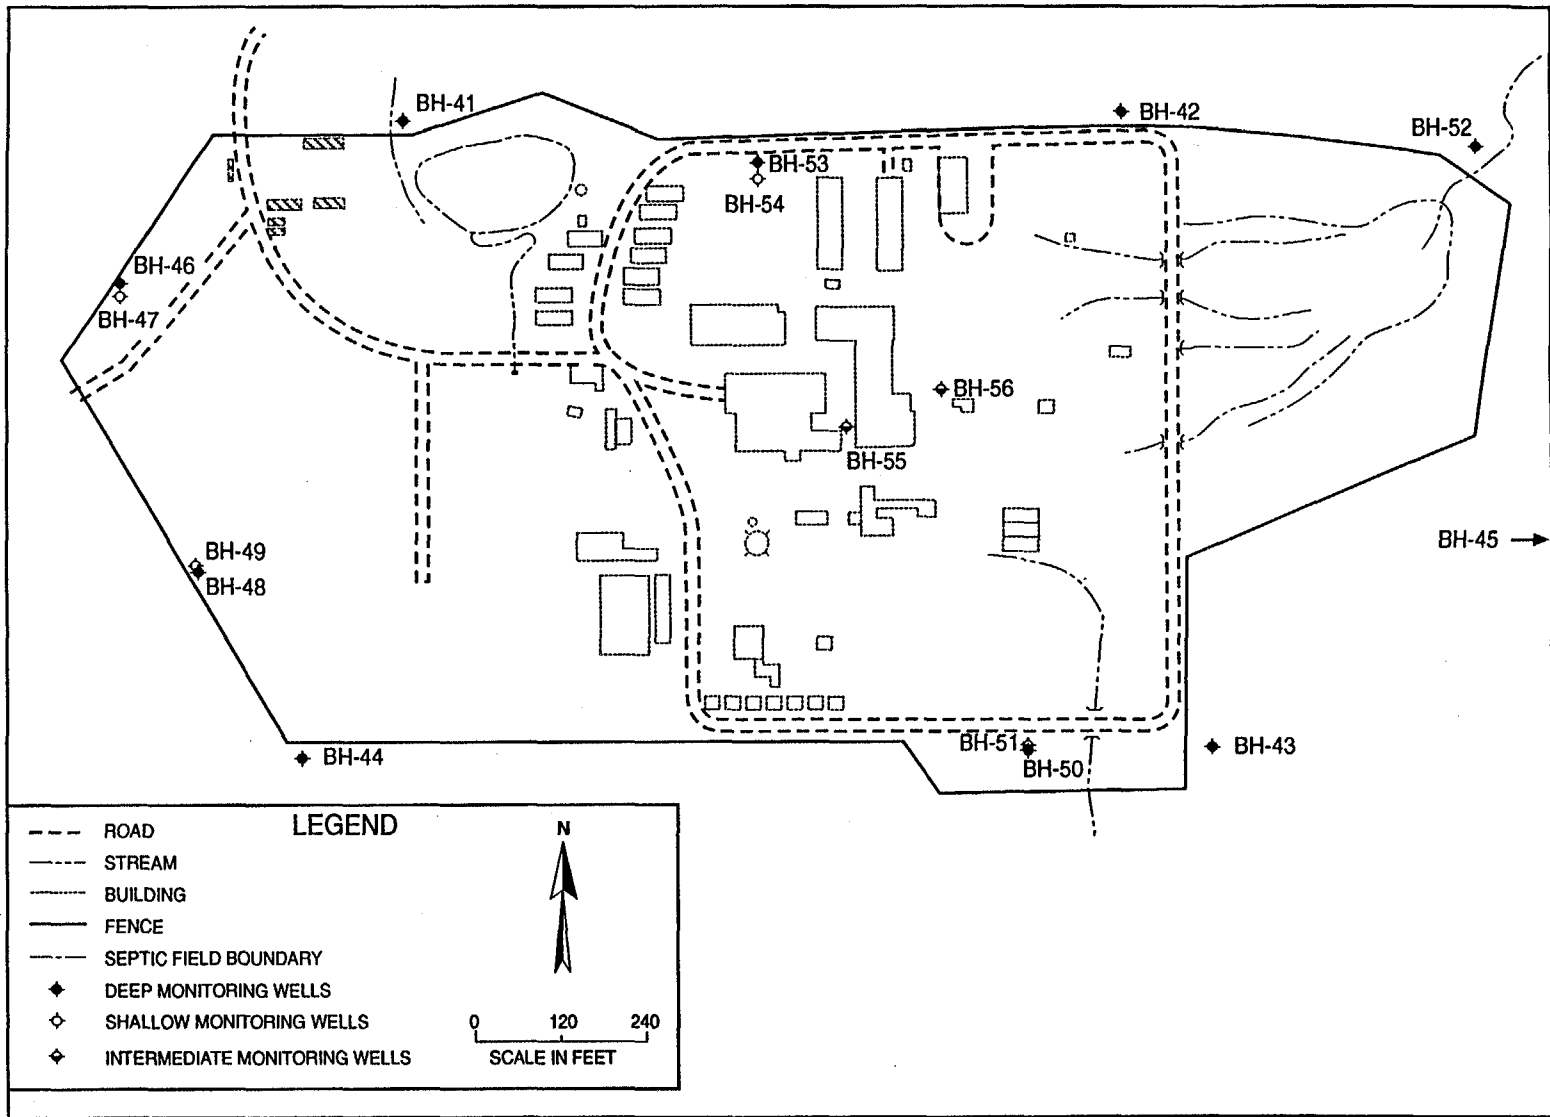 BH-41
BH-42
BH-52
BH-53
BH-54
BH-46
BH-47
BH-56
BH-55
BH-49
BH-48
BH-45
BH-44
BH-51
BH-50
BH-43
LEGEND
ROAD
STREAM
BUILDING
FENCE
SEPTIC FIELD BOUNDARY
DEEP MONITORING WELLS
SHALLOW MONITORING WELLS
INTERMEDIATE MONITORING WELLS
N
0 120 240
SCALE IN FEET